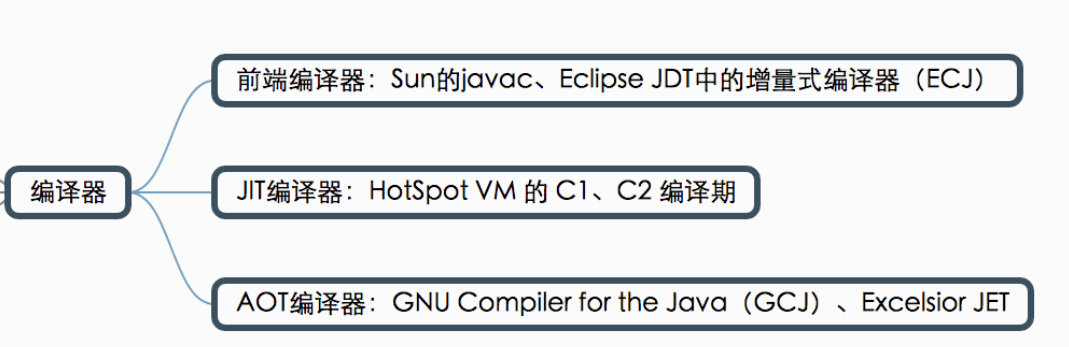 前端编译器：Sun的javac、Eclipse JDT中的增量式编译器（ECJ）
编译器
JIT编译器：HotSpot VM 的 C1、C2 编译期
AOT编译器：GNU Compiler for the Java（GCJ）、Excelsior JET